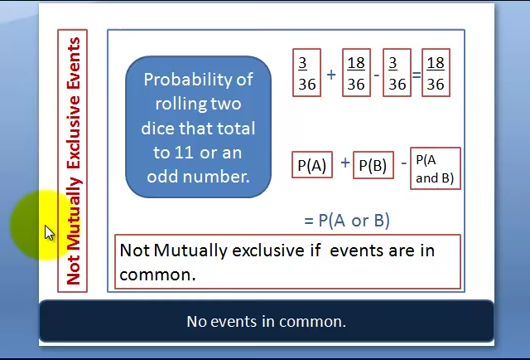 Not Mutually Exclusive Events
Probability of
rolling two
dice that total
to 11 or an
odd number.
3/36 + 18/36 - 3/36 = 18/36
P(A) + P(B) - P(A and B)
= P(A or B)
Not Mutually exclusive if events are in
common.
No events in common.